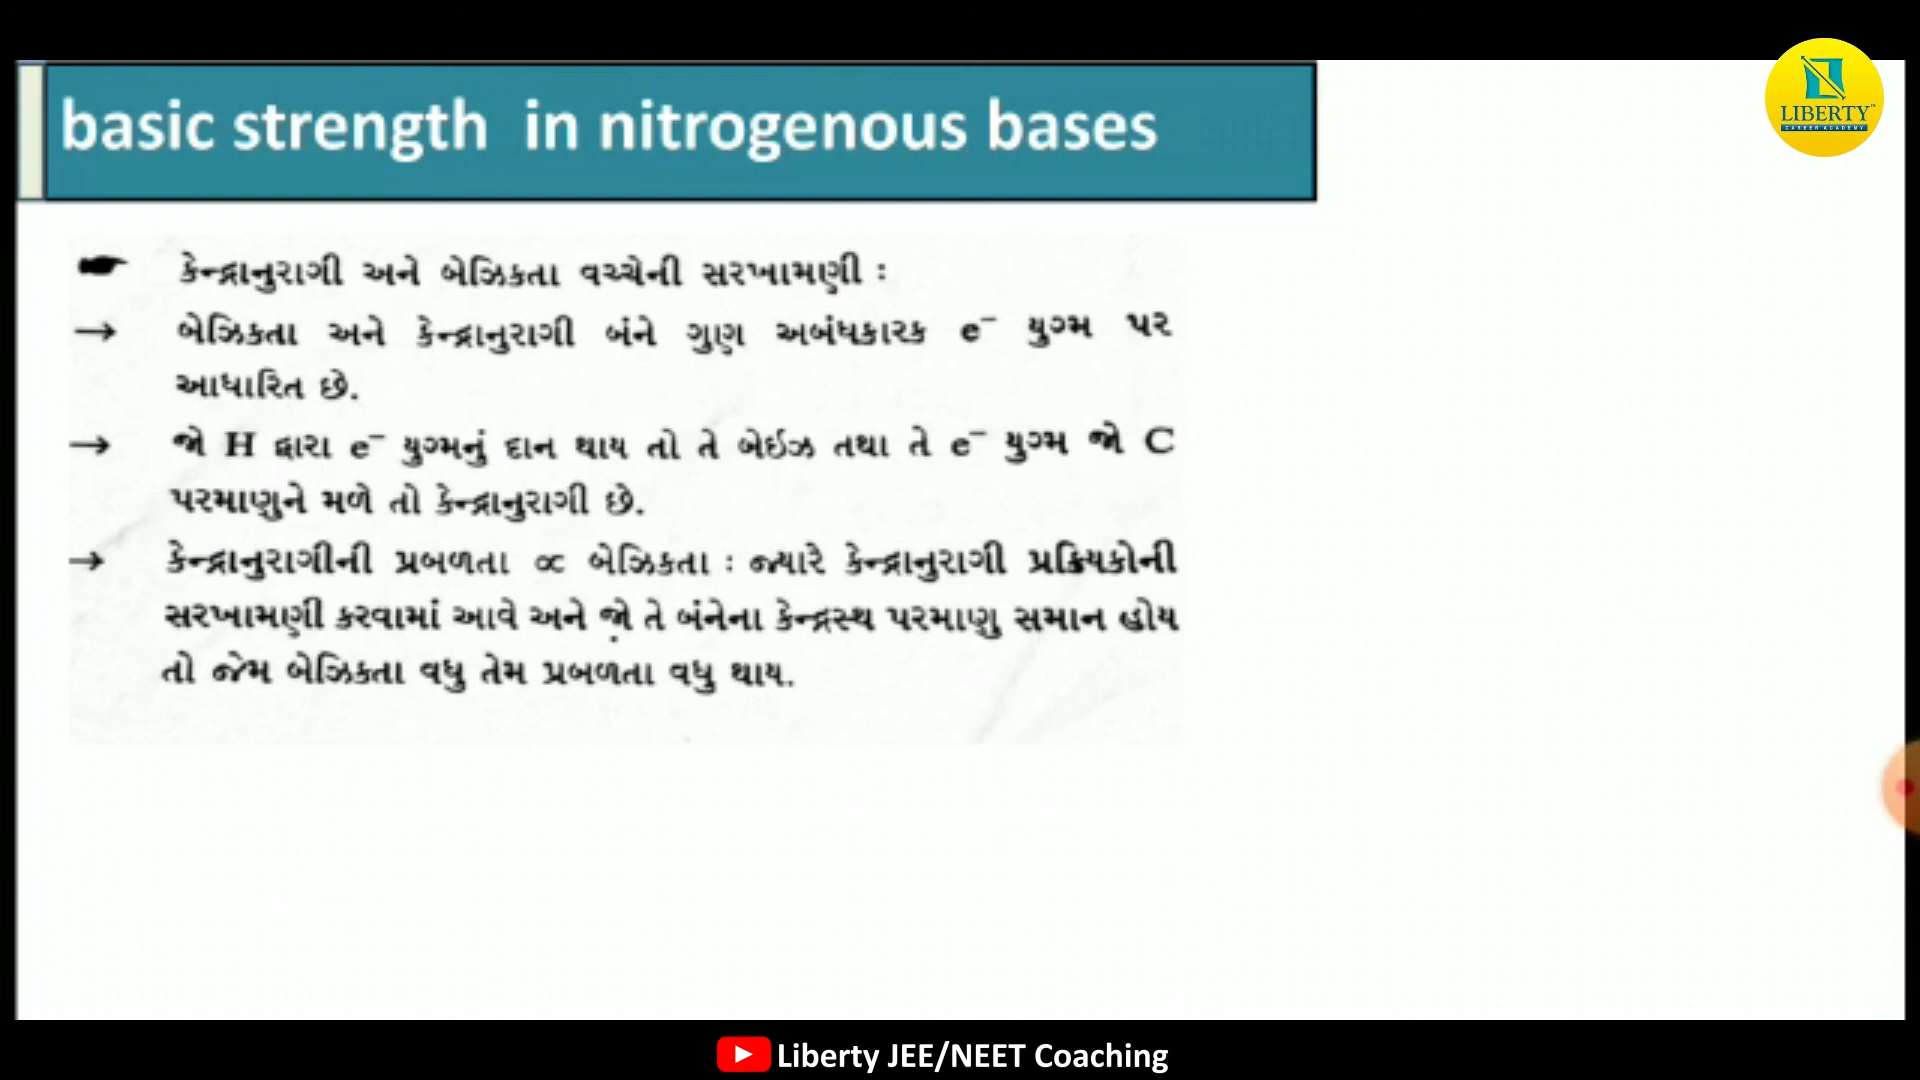 basic strength in nitrogenous bases
LIBERTY
CAREER ACADEMY
☛ કેન્દ્રાનુરાગી અને બેઝિકતા વચ્ચેની સરખામણી :
→ બેઝિકતા અને કેન્દ્રાનુરાગી બંને ગુણ અબંધકારક e⁻ યુગ્મ પર
આધારિત છે.
→ જો H દ્વારા e⁻ યુગ્મનું દાન થાય તો તે બેઈઝ તથા તે e⁻ યુગ્મ જો C
પરમાણુને મળે તો કેન્દ્રાનુરાગી છે.
→ કેન્દ્રાનુરાગીની પ્રબળતા ∝ બેઝિકતા : જ્યારે કેન્દ્રાનુરાગી પ્રક્રિયકોની
સરખામણી કરવામાં આવે અને જો તે બંનેના કેન્દ્રસ્થ પરમાણુ સમાન હોય
તો જેમ બેઝિકતા વધુ તેમ પ્રબળતા વધુ થાય.
Liberty JEE/NEET Coaching